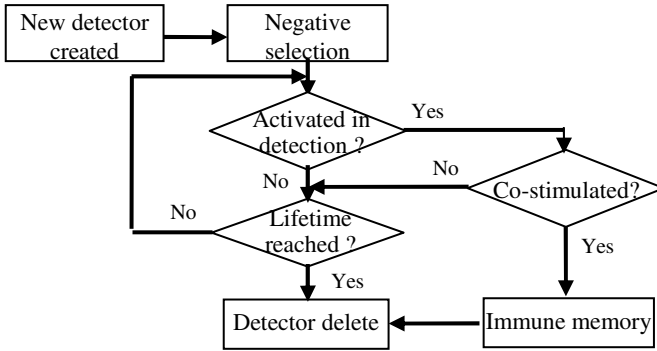 New detector
created
Negative
selection
Yes
Activated in
detection ?
No
No
Co-stimulated?
No
Lifetime
reached ?
Yes
Yes
Detector delete
Immune memory